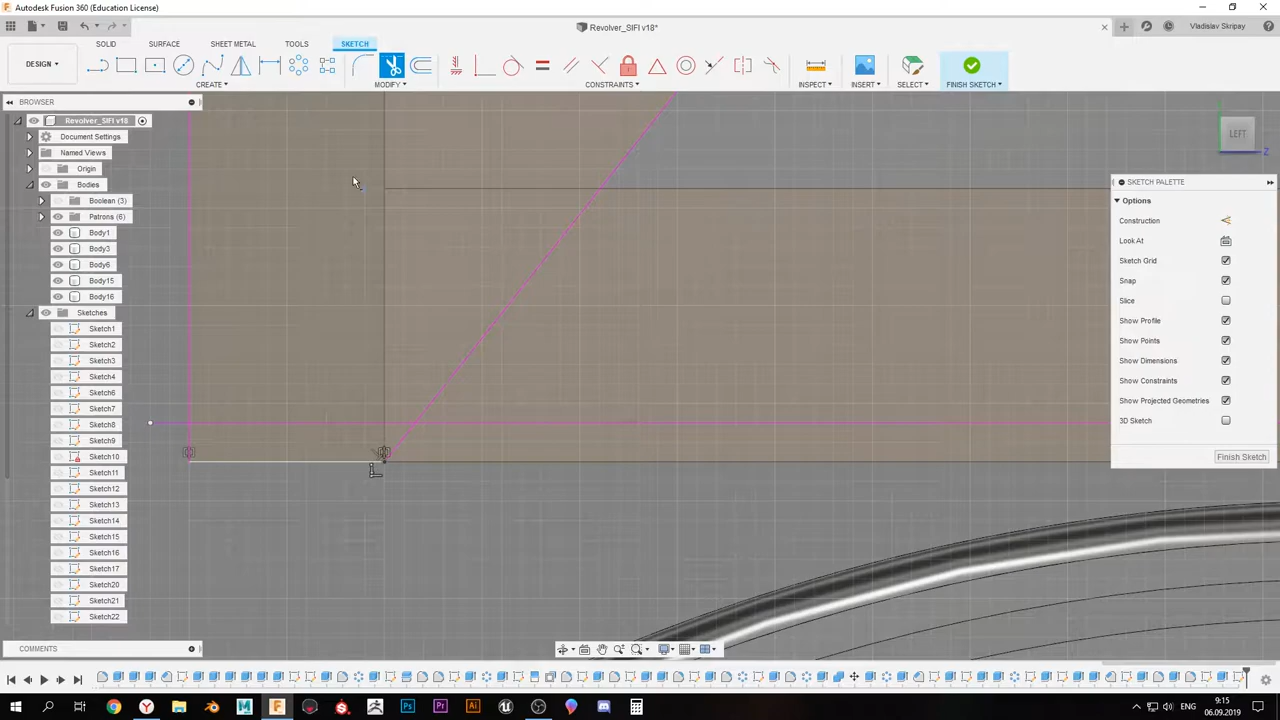 Autodesk Fusion 360 (Education License)
Revolver_SIFI v18*
Vladislav Skripay
SOLID
SURFACE
SHEET METAL
TOOLS
SKETCH
DESIGN
CREATE
MODIFY
CONSTRAINTS
INSPECT
INSERT
SELECT
FINISH SKETCH
BROWSER
Revolver_SIFI v18
Document Settings
Named Views
Origin
Bodies
Boolean (3)
Patrons (6)
Body1
Body3
Body6
Body15
Body16
Sketches
Sketch1
Sketch2
Sketch3
Sketch4
Sketch6
Sketch7
Sketch8
Sketch9
Sketch10
Sketch11
Sketch12
Sketch13
Sketch14
Sketch15
Sketch16
Sketch17
Sketch20
Sketch21
Sketch22
LEFT
Z
SKETCH PALETTE
Options
Construction
Look At
Sketch Grid
Snap
Slice
Show Profile
Show Points
Show Dimensions
Show Constraints
Show Projected Geometries
3D Sketch
Finish Sketch
COMMENTS
Ps
Pr
Ai
ENG
9:15
06.09.2019